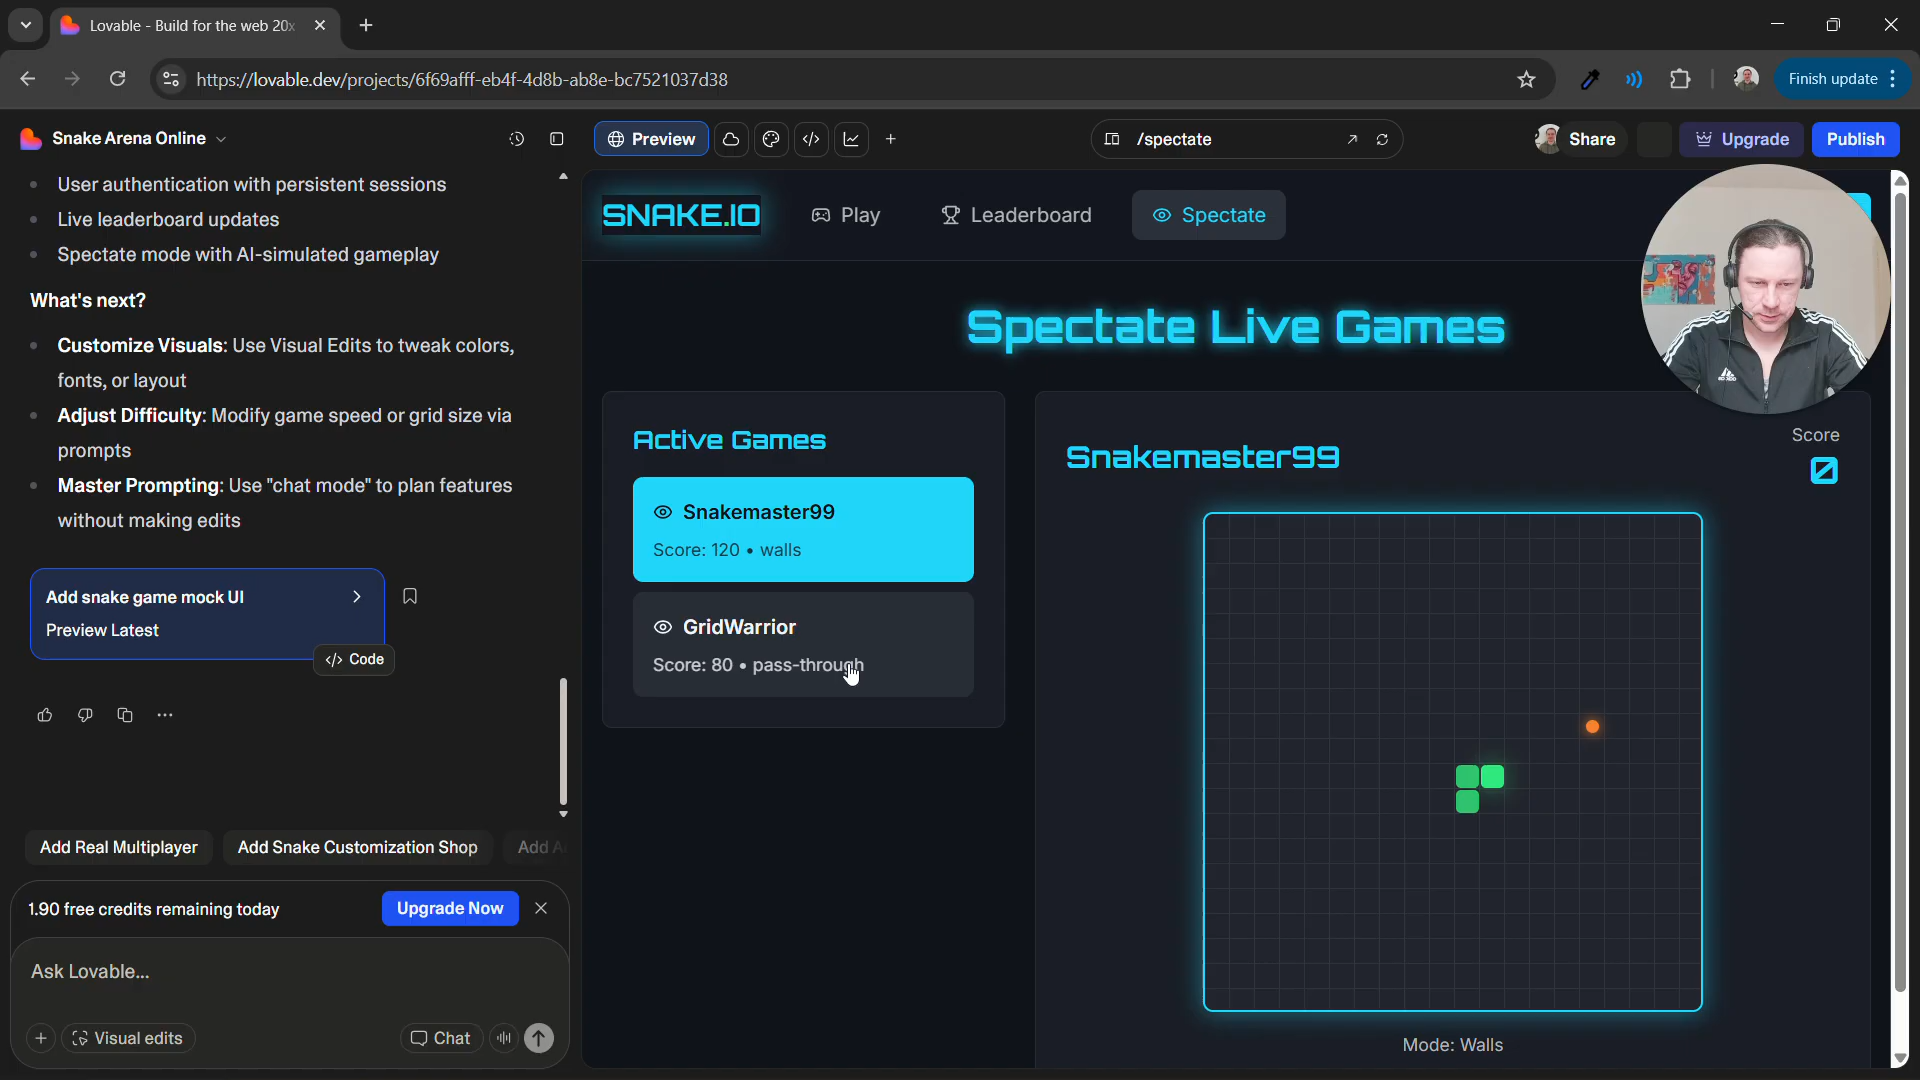 Lovable - Build for the web 20x
https://lovable.dev/projects/6f69afff-eb4f-4d8b-ab8e-bc7521037d38
Finish update
Snake Arena Online
Preview
/spectate
Share
Upgrade
Publish
User authentication with persistent sessions
Live leaderboard updates
Spectate mode with AI-simulated gameplay
What's next?
Customize Visuals: Use Visual Edits to tweak colors,
fonts, or layout
Adjust Difficulty: Modify game speed or grid size via
prompts
Master Prompting: Use "chat mode" to plan features
without making edits
Add snake game mock UI
Preview Latest
Code
Add Real Multiplayer
Add Snake Customization Shop
Add
1.90 free credits remaining today
Upgrade Now
Ask Lovable...
Visual edits
Chat
SNAKE.IO
Play
Leaderboard
Spectate
Spectate Live Games
Active Games
Snakemaster99
Score: 120 • walls
GridWarrior
Score: 80 • pass-through
Snakemaster99
Score
0
Mode: Walls